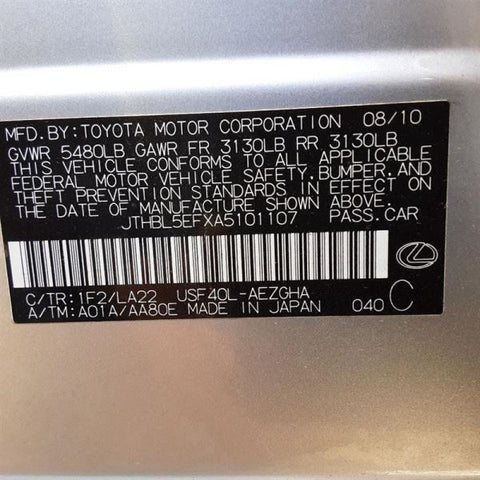 MFD.BY:TOYOTA MOTOR CORPORATION 08/10
GVWR 5480LB GAWR FR 3130LB RR 3130LB
THIS VEHICLE CONFORMS TO ALL APPLICABLE
FEDERAL MOTOR VEHICLE SAFETY,BUMPER,AND
THEFT PREVENTION STANDARDS IN EFFECT ON
THE DATE OF MANUFACTURE SHOWN ABOVE.
JTHBL5EFXA5101107 PASS.CAR
C/TR:1F2/LA22 USF40L-AEZGHA
A/TM:A01A/AA80E MADE IN JAPAN 040 C